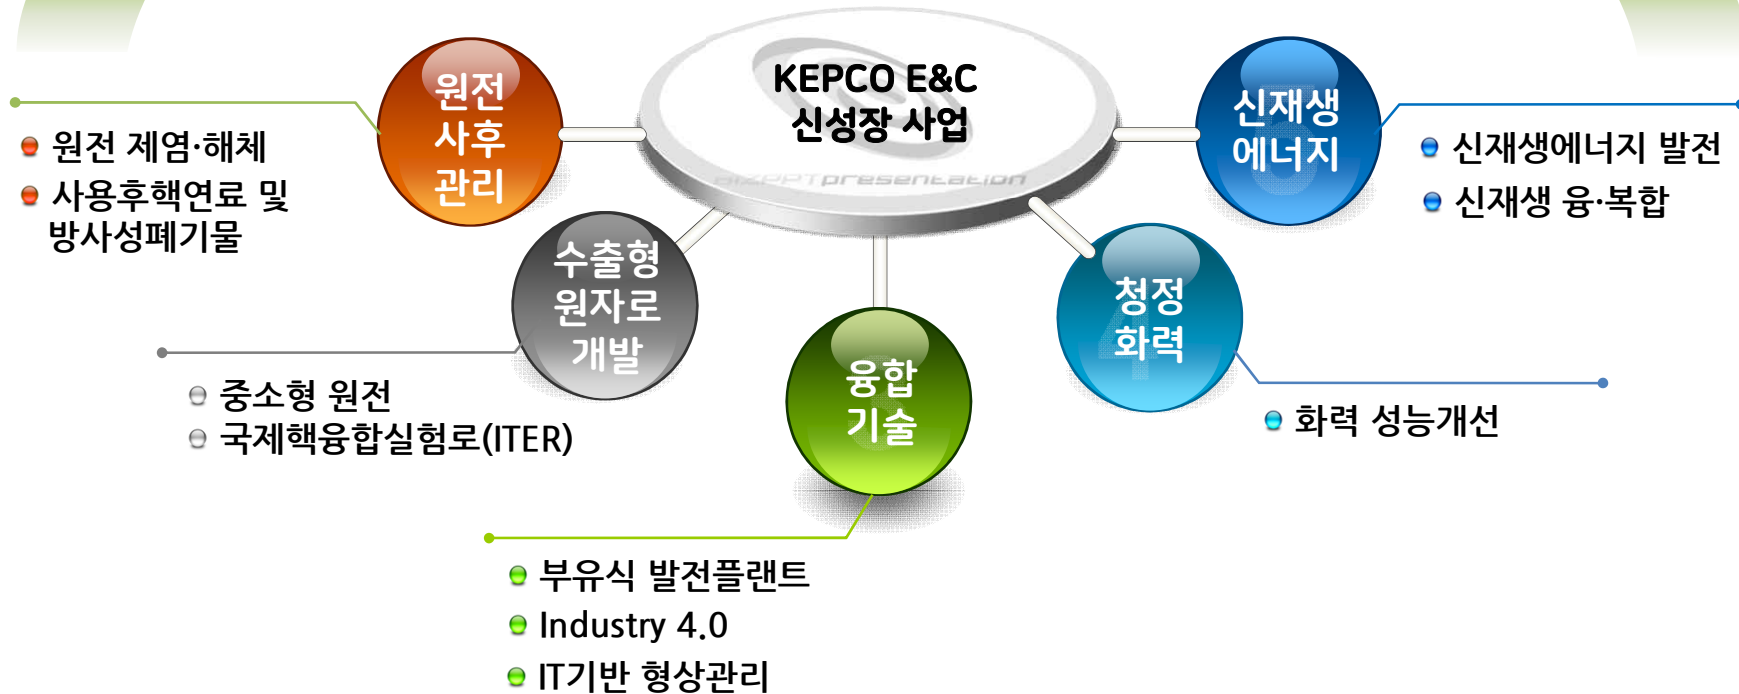 KEPCO E&C
신성장 사업
BIZPPTpresentation
원전
사후
관리
원전 제염·해체
사용후핵연료 및
방사성폐기물
수출형
원자로
개발
중소형 원전
국제핵융합실험로(ITER)
융합
기술
부유식 발전플랜트
Industry 4.0
IT기반 형상관리
4
청정
화력
화력 성능개선
신재생
에너지
신재생에너지 발전
신재생 융·복합